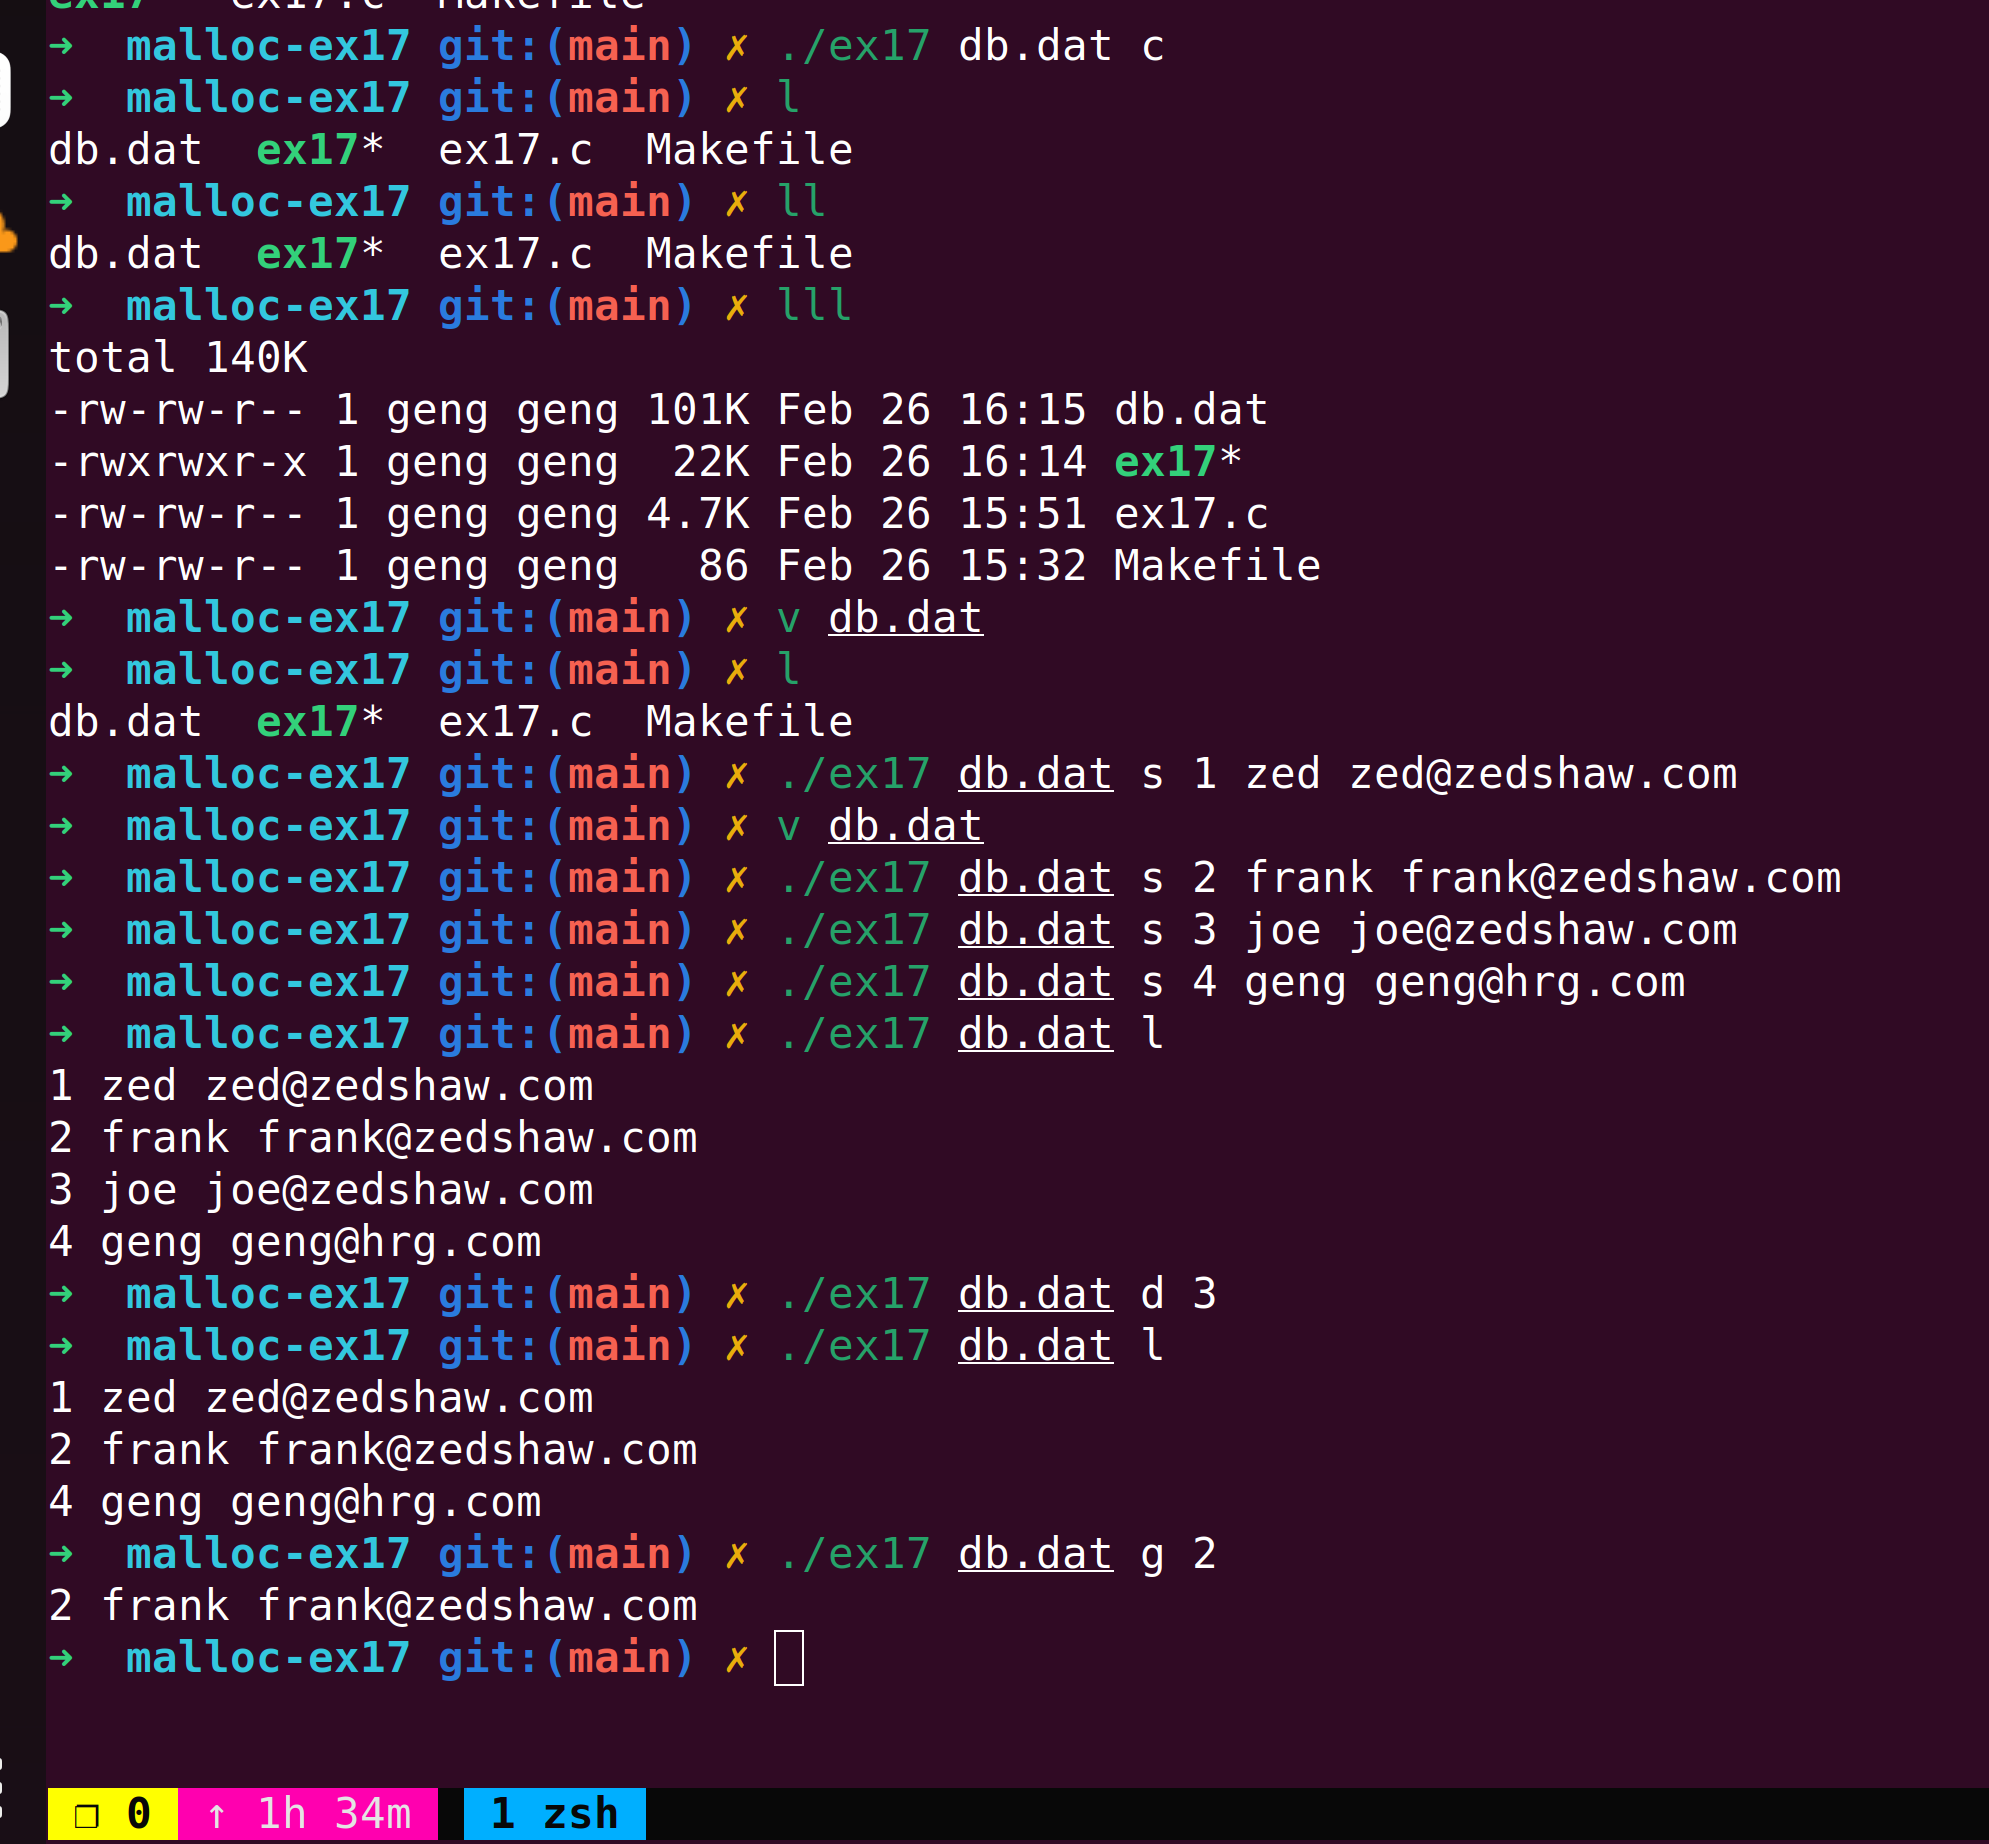 ex17* ex17.c Makefile
➜ malloc-ex17 git:(main) ✗ ./ex17 db.dat c
➜ malloc-ex17 git:(main) ✗ l
db.dat ex17* ex17.c Makefile
➜ malloc-ex17 git:(main) ✗ ll
db.dat ex17* ex17.c Makefile
➜ malloc-ex17 git:(main) ✗ lll
total 140K
-rw-rw-r-- 1 geng geng 101K Feb 26 16:15 db.dat
-rwxrwxr-x 1 geng geng 22K Feb 26 16:14 ex17*
-rw-rw-r-- 1 geng geng 4.7K Feb 26 15:51 ex17.c
-rw-rw-r-- 1 geng geng 86 Feb 26 15:32 Makefile
➜ malloc-ex17 git:(main) ✗ v db.dat
➜ malloc-ex17 git:(main) ✗ l
db.dat ex17* ex17.c Makefile
➜ malloc-ex17 git:(main) ✗ ./ex17 db.dat s 1 zed zed@zedshaw.com
➜ malloc-ex17 git:(main) ✗ v db.dat
➜ malloc-ex17 git:(main) ✗ ./ex17 db.dat s 2 frank frank@zedshaw.com
➜ malloc-ex17 git:(main) ✗ ./ex17 db.dat s 3 joe joe@zedshaw.com
➜ malloc-ex17 git:(main) ✗ ./ex17 db.dat s 4 geng geng@hrg.com
➜ malloc-ex17 git:(main) ✗ ./ex17 db.dat l
1 zed zed@zedshaw.com
2 frank frank@zedshaw.com
3 joe joe@zedshaw.com
4 geng geng@hrg.com
➜ malloc-ex17 git:(main) ✗ ./ex17 db.dat d 3
➜ malloc-ex17 git:(main) ✗ ./ex17 db.dat l
1 zed zed@zedshaw.com
2 frank frank@zedshaw.com
4 geng geng@hrg.com
➜ malloc-ex17 git:(main) ✗ ./ex17 db.dat g 2
2 frank frank@zedshaw.com
➜ malloc-ex17 git:(main) ✗
❐ 0 ↑ 1h 34m 1 zsh